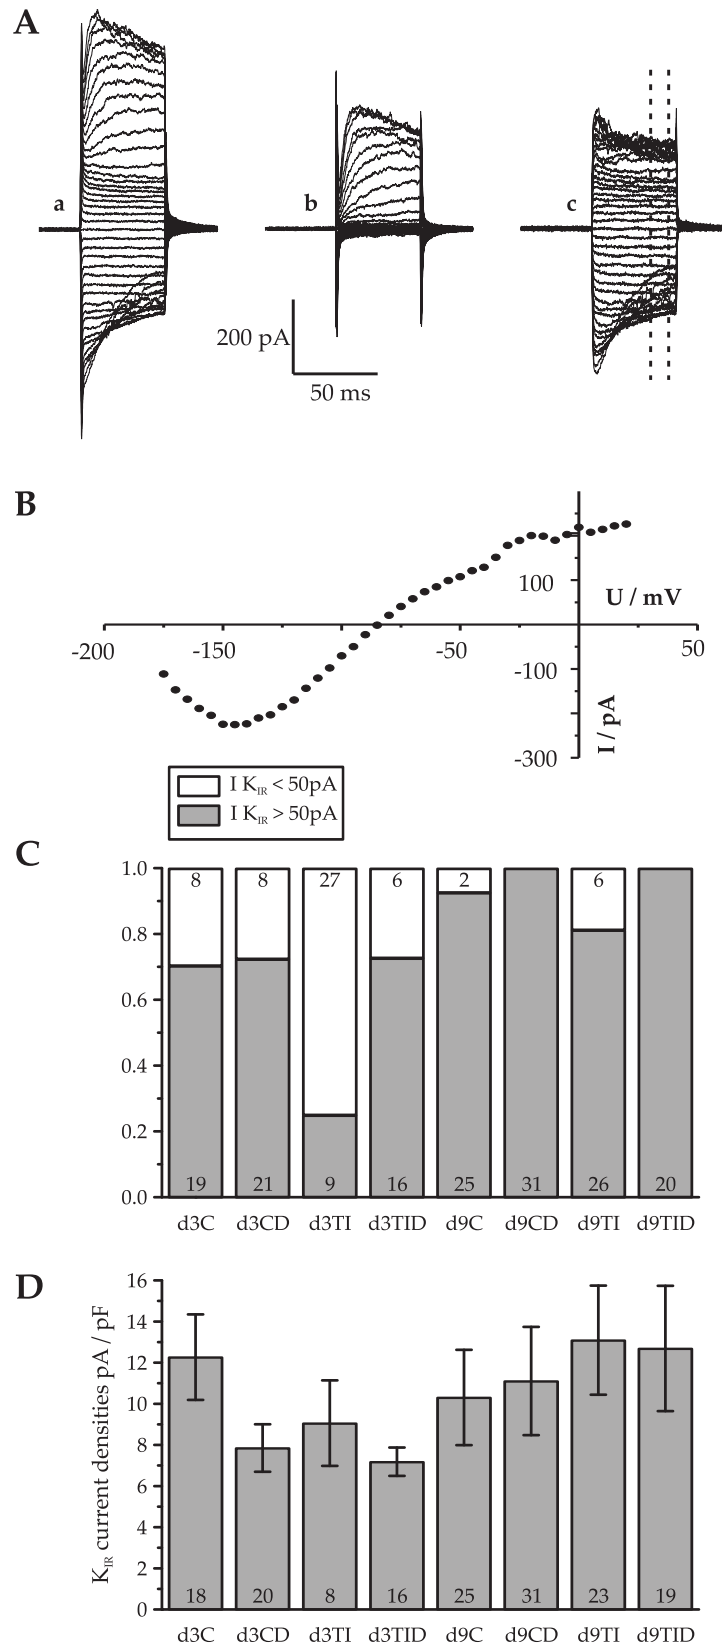 A
a
b
c
200 pA
50 ms
B
100
U / mV
-200
-150
-50
50
-100
I / pA
-300
I K_IR < 50pA
I K_IR > 50pA
C
1.0
0.8
0.6
0.4
0.2
0.0
8 8 27 6 2 6
19 21 9 16 25 31 26 20
d3C d3CD d3TI d3TID d9C d9CD d9TI d9TID
D
K_IR current densities pA / pF
16
14
12
10
8
6
4
2
0
18 20 8 16 25 31 23 19
d3C d3CD d3TI d3TID d9C d9CD d9TI d9TID